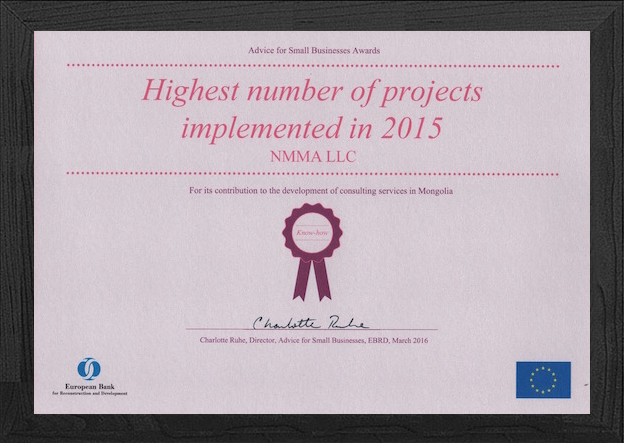 Advice for Small Businesses Awards
Highest number of projects
implemented in 2015
NMMA LLC
For its contribution to the development of consulting services in Mongolia
Know-how
Charlotte Ruhe
Charlotte Ruhe, Director, Advice for Small Businesses, EBRD, March 2016
European Bank
for Reconstruction and Development